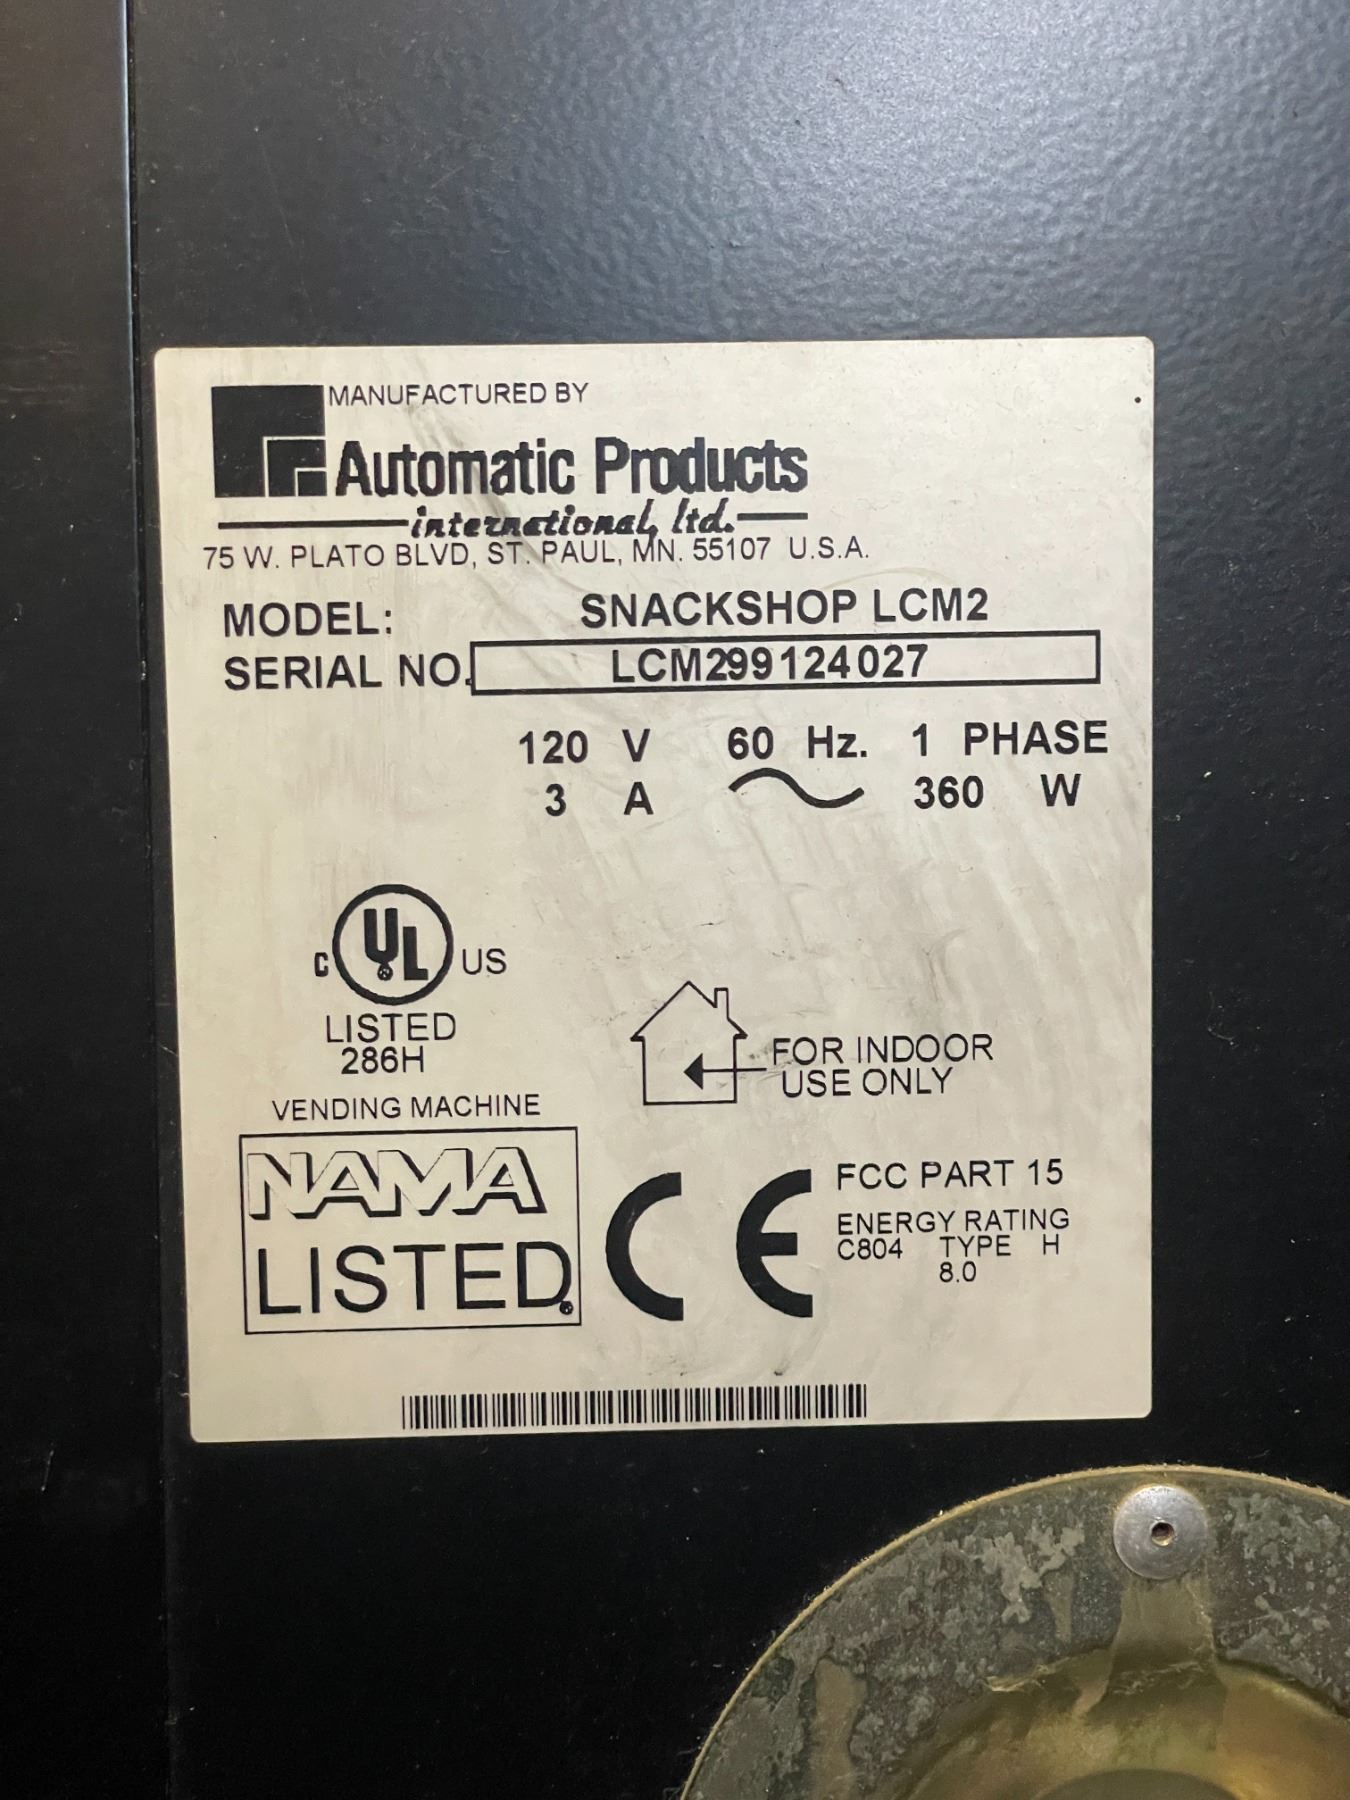 MANUFACTURED BY
Automatic Products
international, ltd.
75 W. PLATO BLVD, ST. PAUL, MN. 55107 U.S.A.
MODEL: SNACKSHOP LCM2
SERIAL NO. LCM299124027
120 V 60 Hz. 1 PHASE
3 A 360 W
C UL US
LISTED
286H
VENDING MACHINE
FOR INDOOR
USE ONLY
NAMA
LISTED
CE
FCC PART 15
ENERGY RATING
C804 TYPE H
8.0